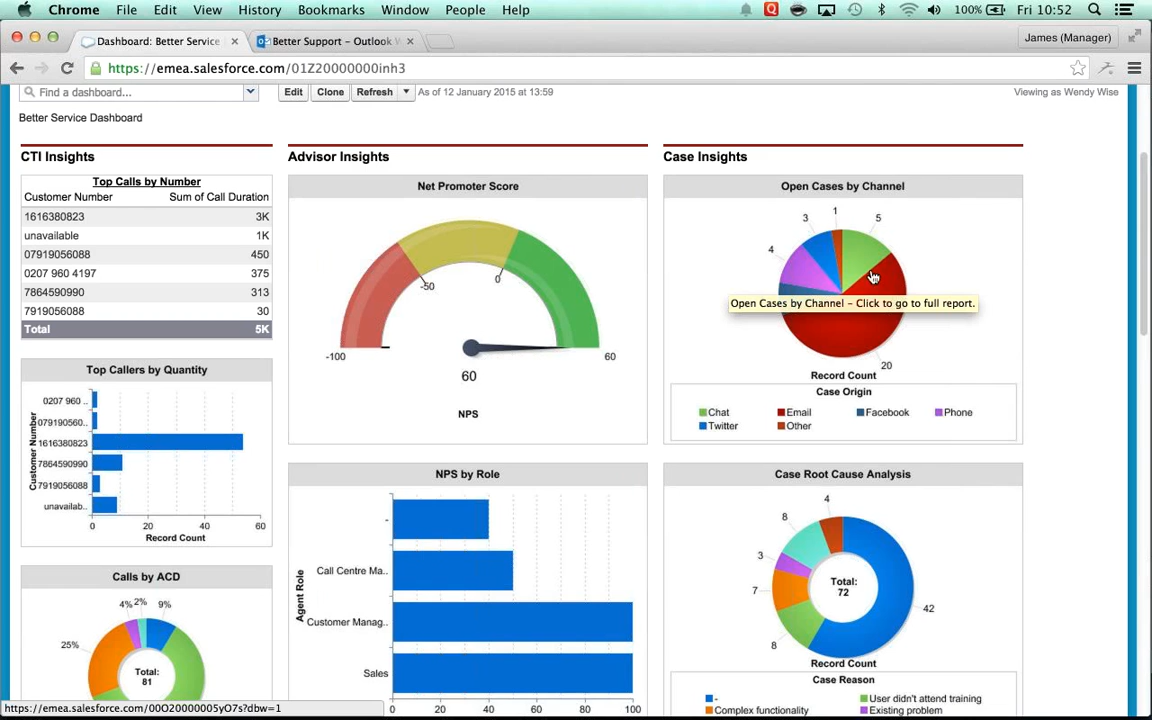 Chrome File Edit View History Bookmarks Window People Help 100% Fri 10:52
Dashboard: Better Service
Better Support – Outlook W
James (Manager)
https://emea.salesforce.com/01Z20000000inh3
Find a dashboard...
Edit Clone Refresh As of 12 January 2015 at 13:59
Viewing as Wendy Wise
Better Service Dashboard
CTI Insights
Top Calls by Number
Customer Number Sum of Call Duration
1616380823 3K
unavailable 1K
07919056088 450
0207 960 4197 375
7864590990 313
7919056088 30
Total 5K
Top Callers by Quantity
Customer Number
0207 960 ..
079190560..
1616380823
7864590990
7919056088
unavailab..
0 20 40 60
Record Count
Calls by ACD
4% 2% 9%
25%
Total:
81
Advisor Insights
Net Promoter Score
-50 0
-100 60
60
NPS
NPS by Role
Agent Role
-
Call Centre Ma..
Customer Manag..
Sales
0 20 40 60 80 100
Case Insights
Open Cases by Channel
1
3 5
4
Open Cases by Channel – Click to go to full report.
20
Record Count
Case Origin
Chat Email Facebook Phone
Twitter Other
Case Root Cause Analysis
4
8
3
7
8
42
Total:
72
Record Count
Case Reason
- User didn't attend training
Complex functionality Existing problem
https://emea.salesforce.com/00O20000005yO7s?dbw=1